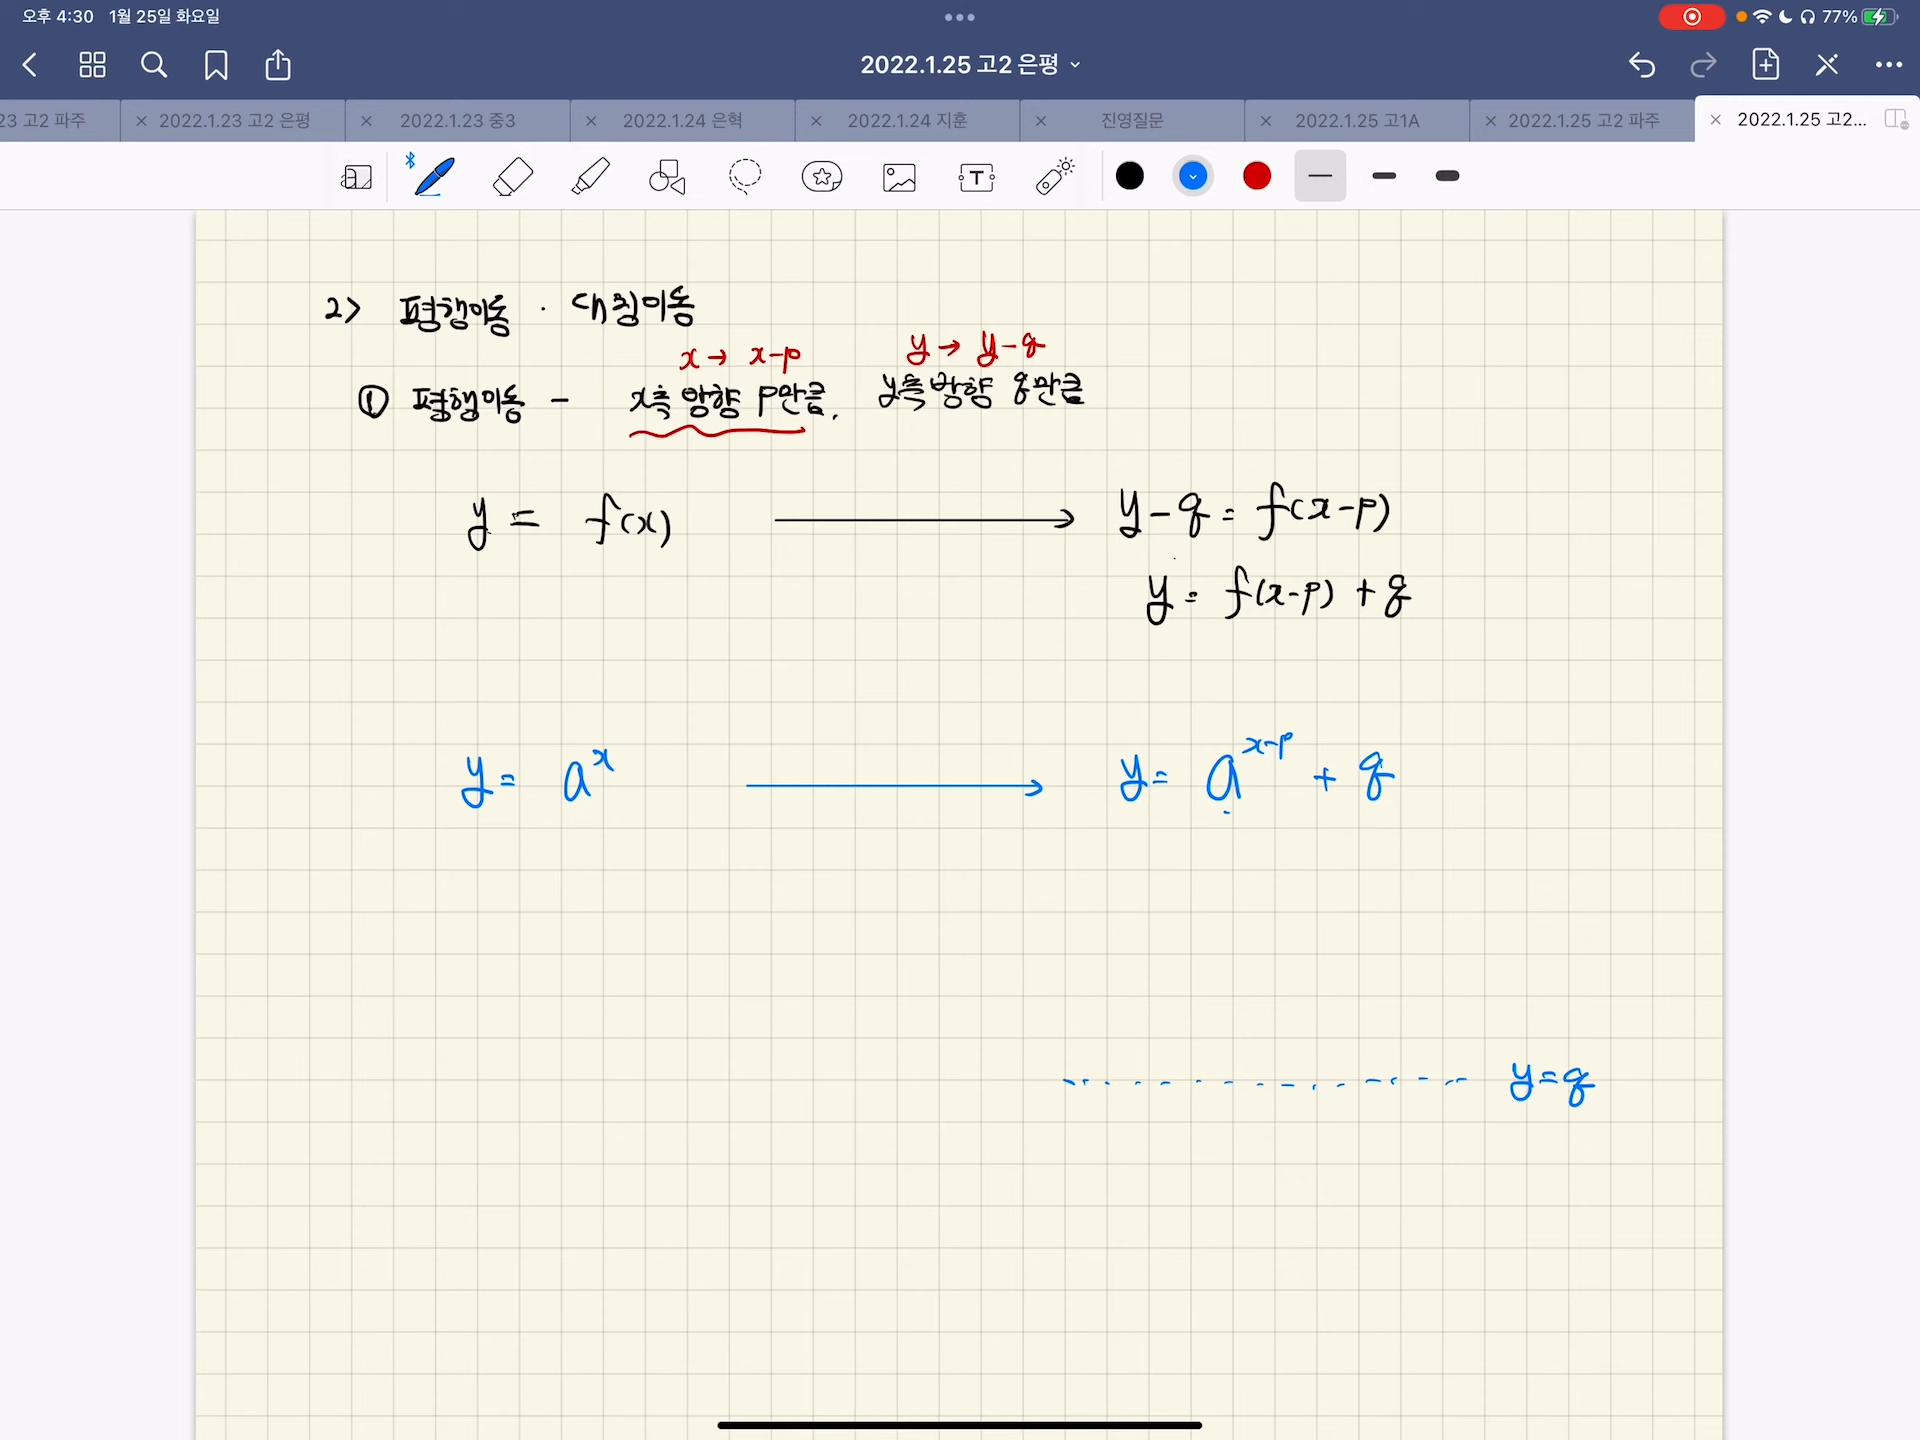 오후 4:30 1월 25일 화요일 77%
2022.1.25 고2 은평
23 고2 파주 2022.1.23 고2 은평 2022.1.23 중3 2022.1.24 은혁 2022.1.24 지훈 진영질문 2022.1.25 고1A 2022.1.25 고2 파주 2022.1.25 고2...
2> 평행이동 · 대칭이동
x → x-p y → y-q
① 평행이동 - x축 방향 p만큼, y축방향 q만큼
y = f(x) → y-q = f(x-p)
y = f(x-p) + q
y = a^x → y = a^{x-p} + q
y=q